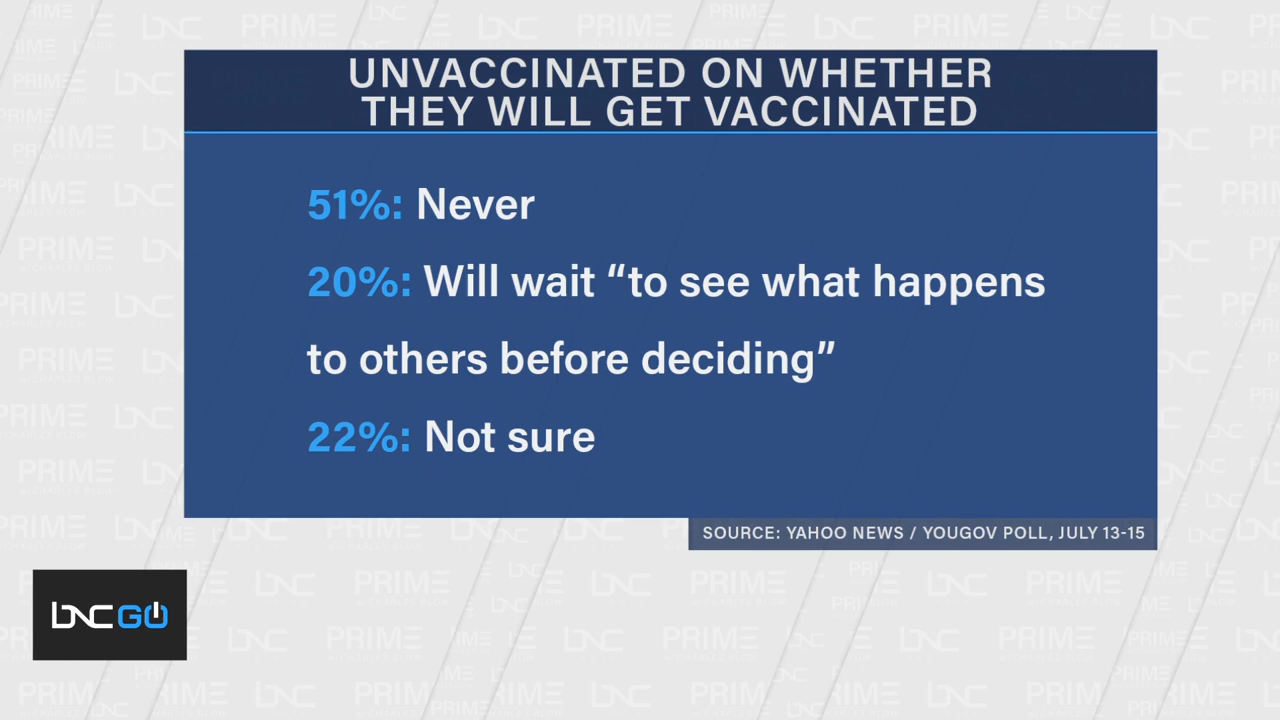 UNVACCINATED ON WHETHER
THEY WILL GET VACCINATED
51%: Never
20%: Will wait “to see what happens
to others before deciding”
22%: Not sure
SOURCE: YAHOO NEWS / YOUGOV POLL, JULY 13-15
BNC GO